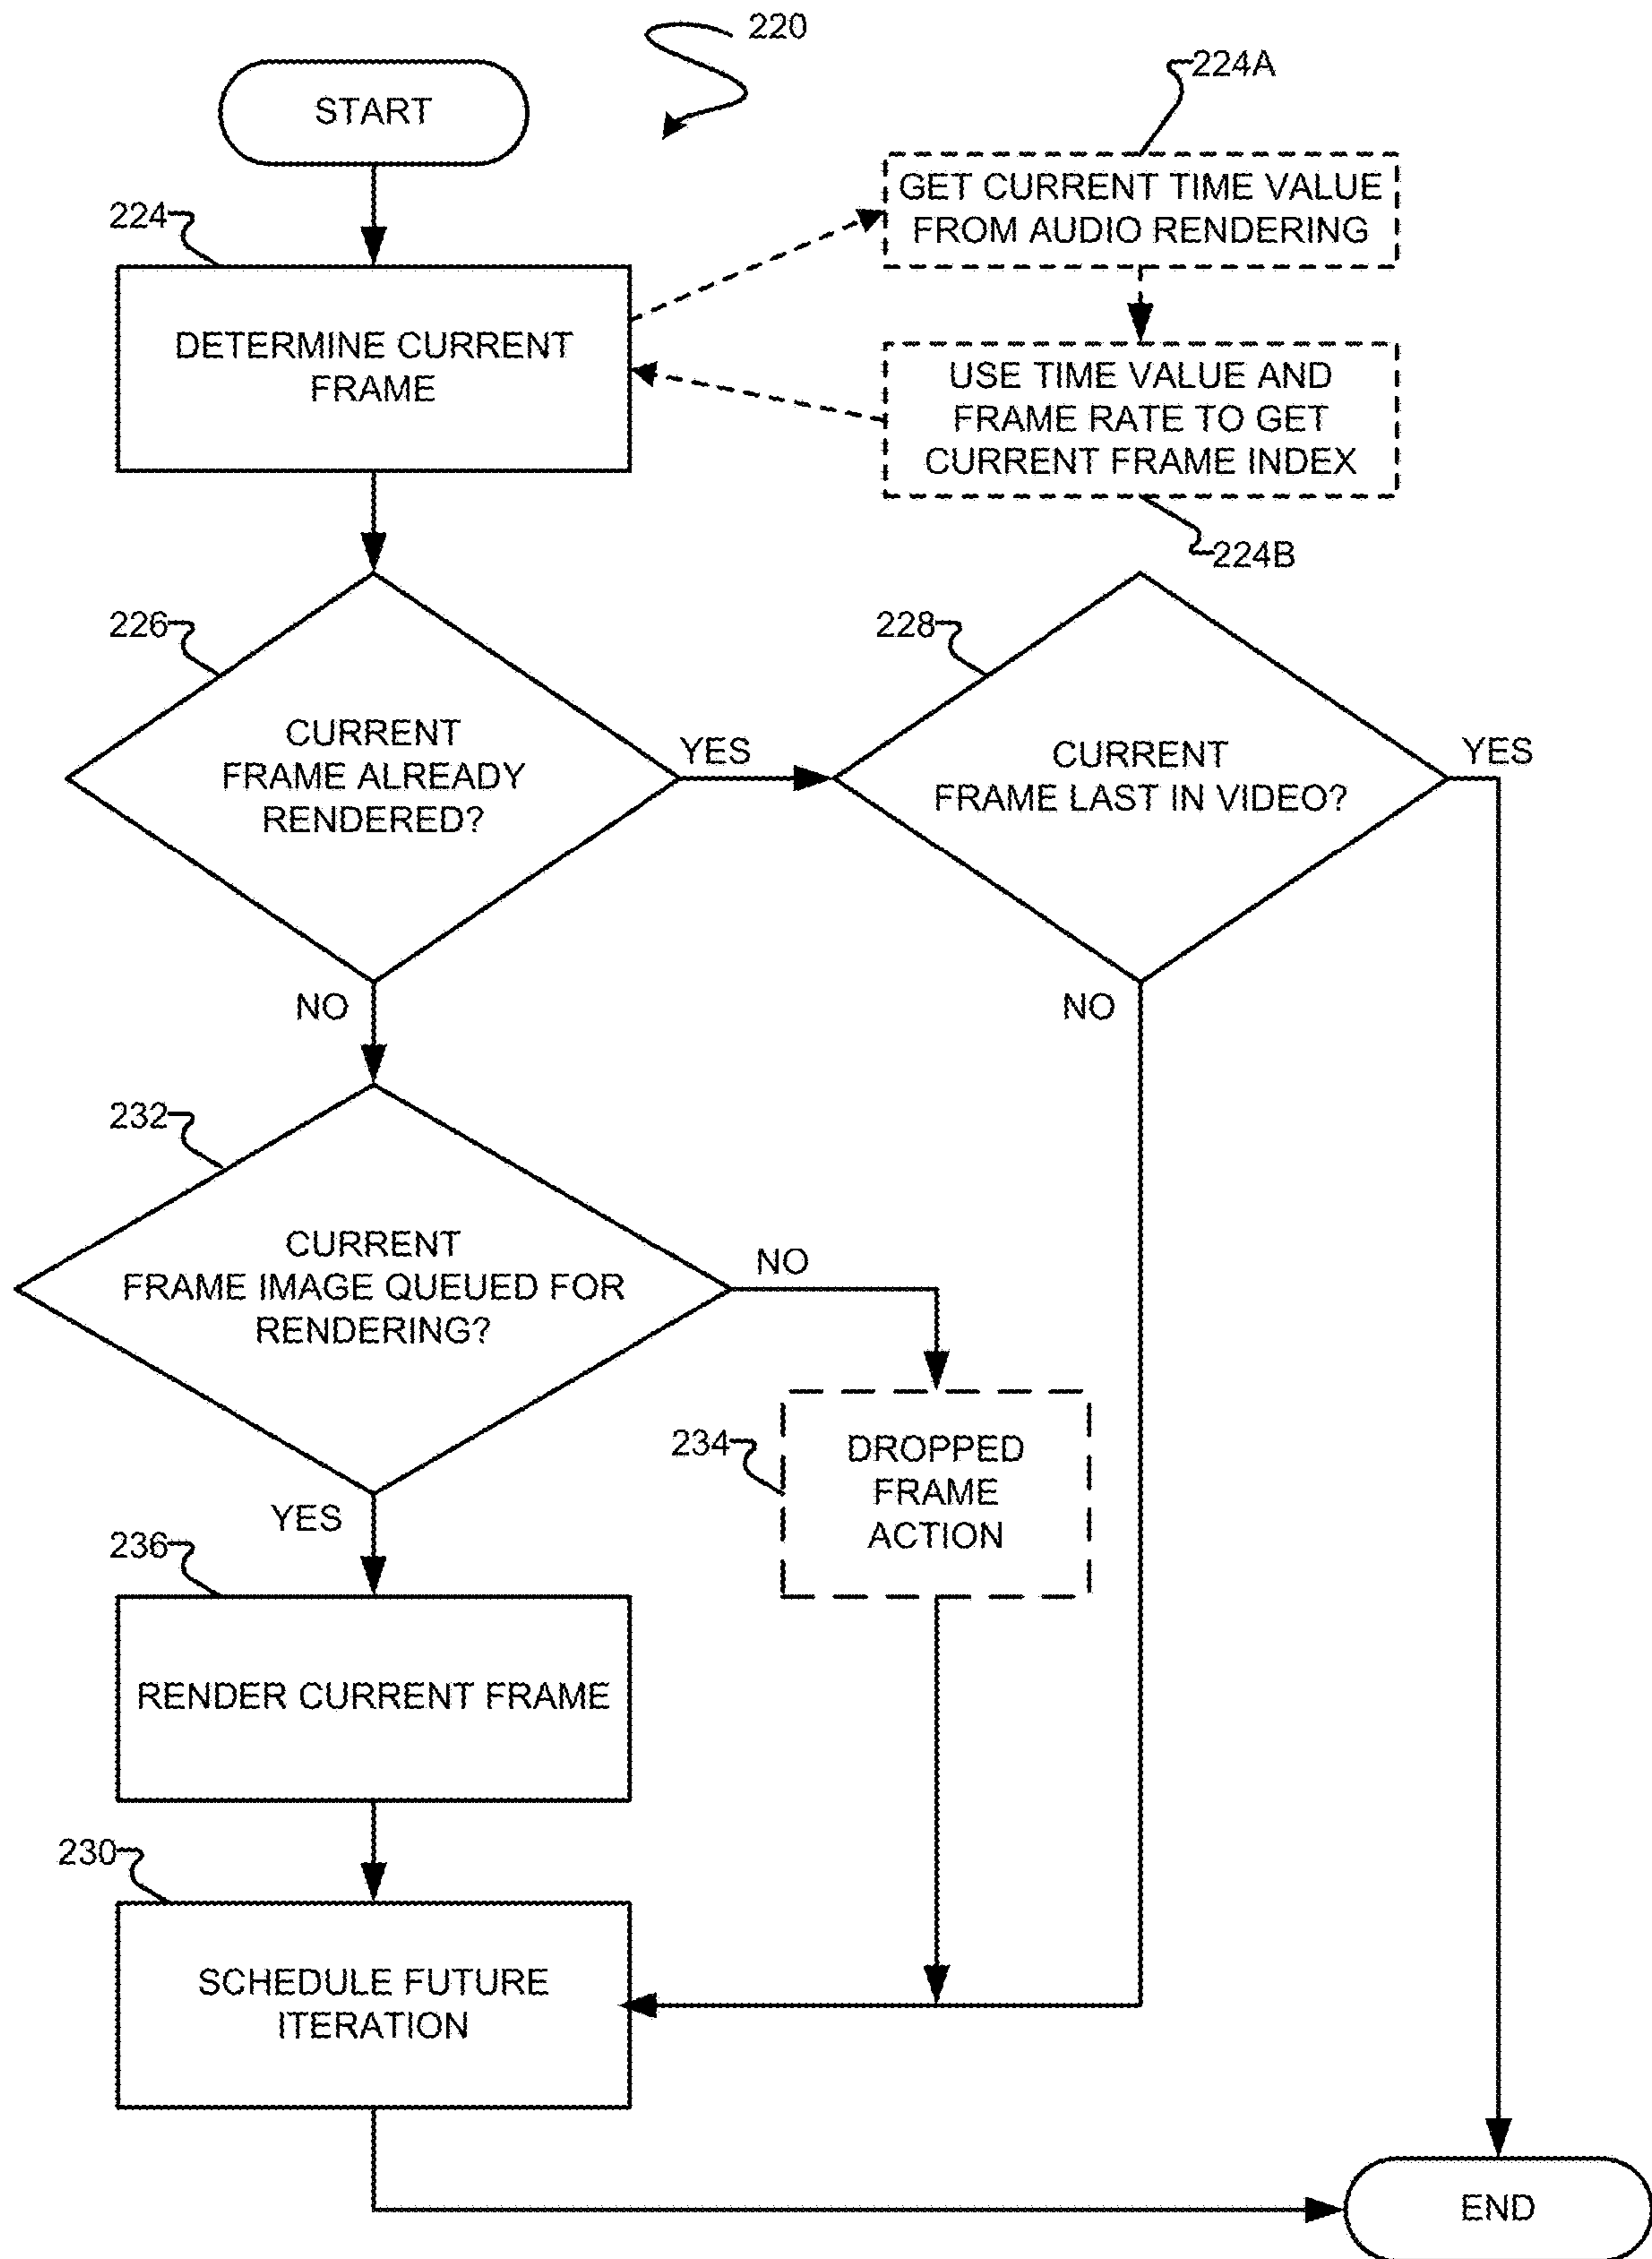 220
START
224A
GET CURRENT TIME VALUE
FROM AUDIO RENDERING
224
DETERMINE CURRENT
FRAME
USE TIME VALUE AND
FRAME RATE TO GET
CURRENT FRAME INDEX
224B
226
CURRENT
FRAME ALREADY
RENDERED?
YES
228
CURRENT
FRAME LAST IN VIDEO?
YES
NO
NO
232
CURRENT
FRAME IMAGE QUEUED FOR
RENDERING?
NO
234
DROPPED
FRAME
ACTION
YES
236
RENDER CURRENT FRAME
230
SCHEDULE FUTURE
ITERATION
END